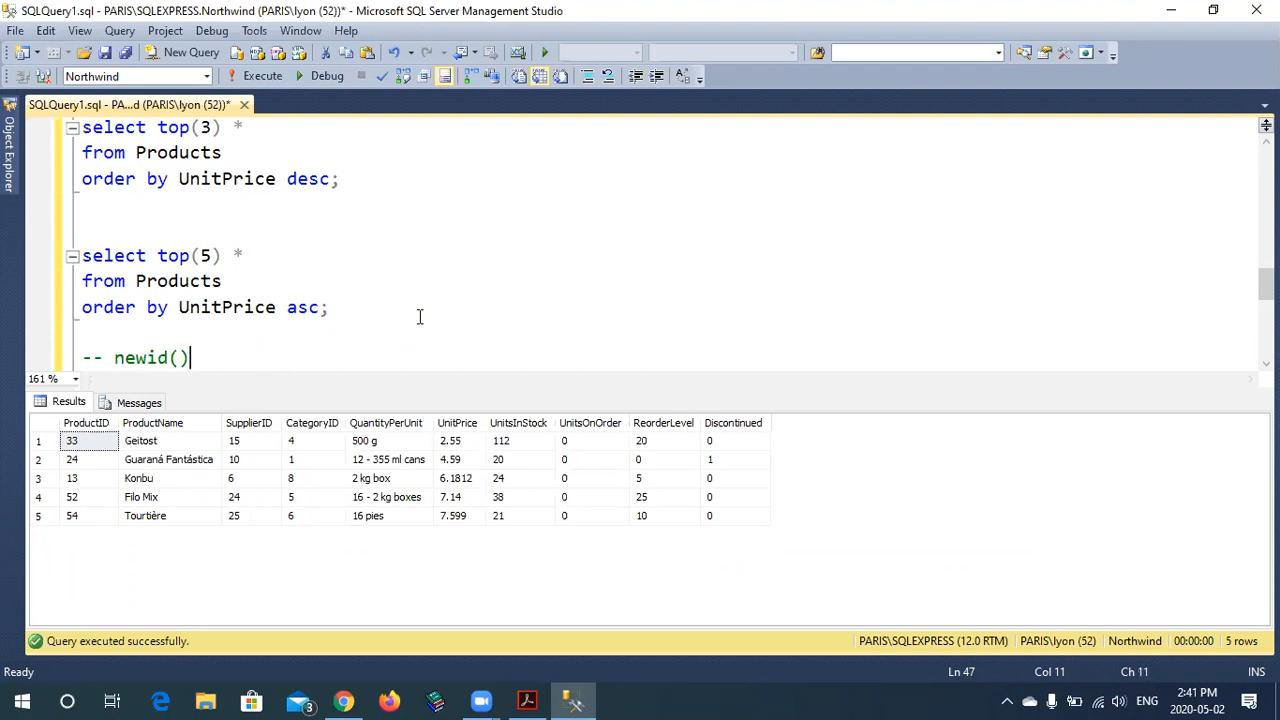 SQLQuery1.sql - PARIS\SQLEXPRESS.Northwind (PARIS\lyon (52))* - Microsoft SQL Server Management Studio
File Edit View Query Project Debug Tools Window Help
New Query
Northwind Execute Debug
SQLQuery1.sql - PA...d (PARIS\lyon (52))*
Object Explorer
select top(3) *
from Products
order by UnitPrice desc;
select top(5) *
from Products
order by UnitPrice asc;
-- newid()
161 %
Results Messages
ProductID ProductName SupplierID CategoryID QuantityPerUnit UnitPrice UnitsInStock UnitsOnOrder ReorderLevel Discontinued
1 33 Geitost 15 4 500 g 2.55 112 0 20 0
2 24 Guaraná Fantástica 10 1 12 - 355 ml cans 4.59 20 0 0 1
3 13 Konbu 6 8 2 kg box 6.1812 24 0 5 0
4 52 Filo Mix 24 5 16 - 2 kg boxes 7.14 38 0 25 0
5 54 Tourtière 25 6 16 pies 7.599 21 0 10 0
Query executed successfully. PARIS\SQLEXPRESS (12.0 RTM) PARIS\lyon (52) Northwind 00:00:00 5 rows
Ready Ln 47 Col 11 Ch 11 INS
3 ENG 2:41 PM
2020-05-02